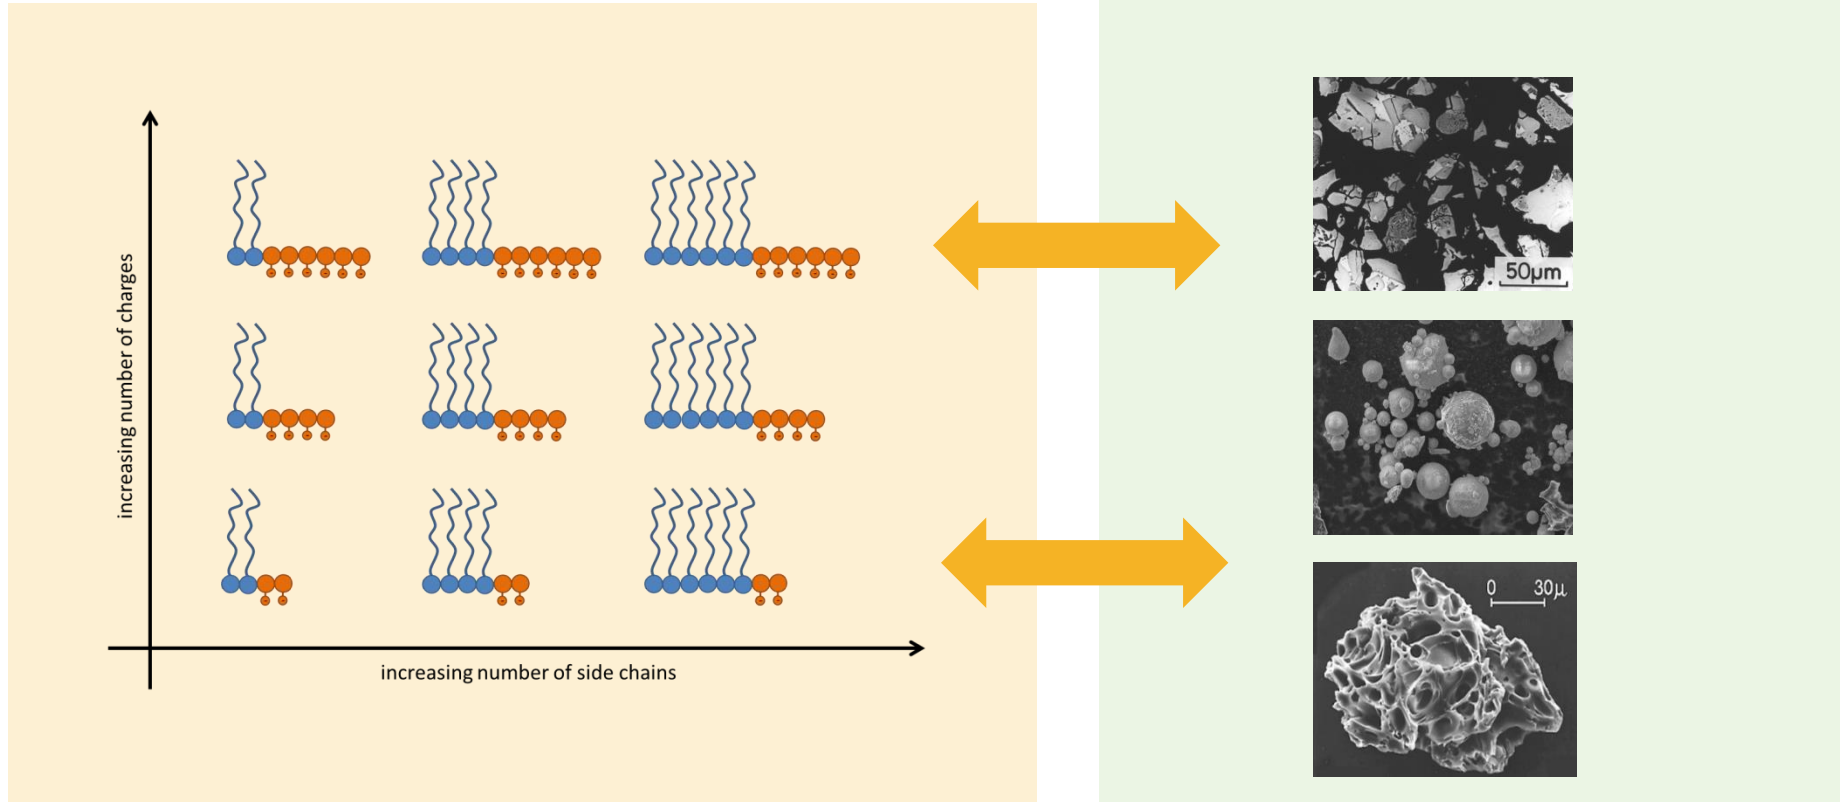 increasing number of charges
increasing number of side chains
50μm
0 30μ